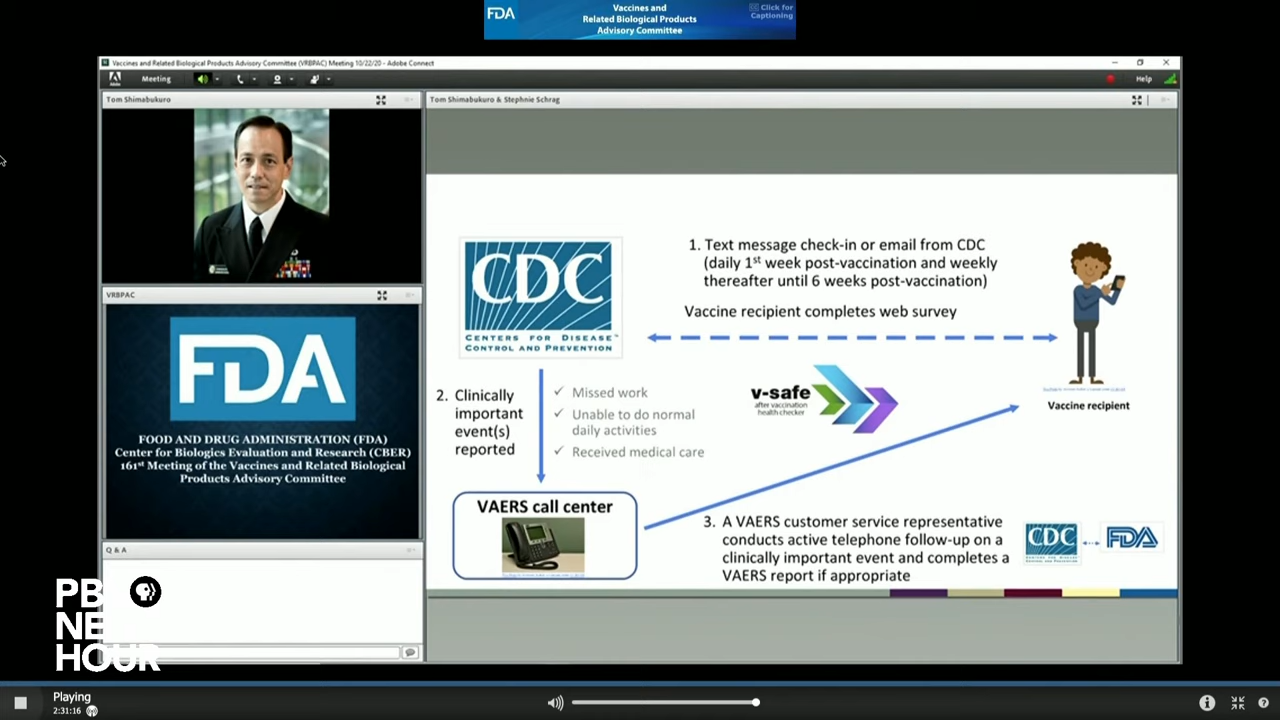 FDA
Vaccines and
Related Biological Products
Advisory Committee
CC Click for
Captioning
Vaccines and Related Biological Products Advisory Committee (VRBPAC) Meeting 10/22/20 - Adobe Connect
Adobe
Meeting
Help
Tom Shimabukuro
Tom Shimabukuro & Stephnie Schrag
CDC
CENTERS FOR DISEASE™
CONTROL AND PREVENTION
1. Text message check-in or email from CDC
(daily 1st week post-vaccination and weekly
thereafter until 6 weeks post-vaccination)
Vaccine recipient completes web survey
Vaccine recipient
v-safe
after vaccination
health checker
2. Clinically
important
event(s)
reported
✓ Missed work
✓ Unable to do normal
daily activities
✓ Received medical care
VAERS call center
3. A VAERS customer service representative
conducts active telephone follow-up on a
clinically important event and completes a
VAERS report if appropriate
CDC
FDA
VRBPAC
FDA
FOOD AND DRUG ADMINISTRATION (FDA)
Center for Biologics Evaluation and Research (CBER)
161st Meeting of the Vaccines and Related Biological
Products Advisory Committee
Q & A
PB
NE
HOUR
Playing
2:31:16